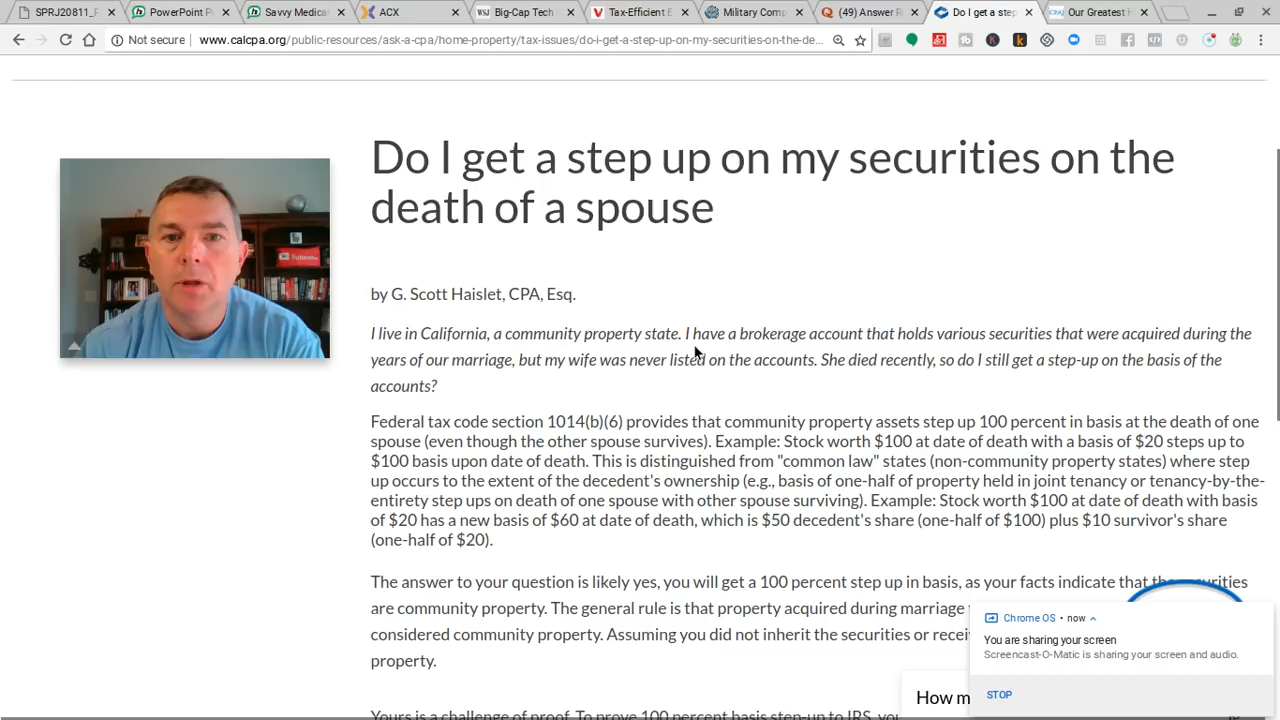 SPRJ20811_F
PowerPoint P
Savvy Medica
ACX
Big-Cap Tech
Tax-Efficient E
Military Comp
(49) Answer R
Do I get a step
Our Greatest H
Not secure
www.calcpa.org/public-resources/ask-a-cpa/home-property/tax-issues/do-i-get-a-step-up-on-my-securities-on-the-de...
Do I get a step up on my securities on the
death of a spouse
by G. Scott Haislet, CPA, Esq.
I live in California, a community property state. I have a brokerage account that holds various securities that were acquired during the
years of our marriage, but my wife was never listed on the accounts. She died recently, so do I still get a step-up on the basis of the
accounts?
Federal tax code section 1014(b)(6) provides that community property assets step up 100 percent in basis at the death of one
spouse (even though the other spouse survives). Example: Stock worth $100 at date of death with a basis of $20 steps up to
$100 basis upon date of death. This is distinguished from "common law" states (non-community property states) where step
up occurs to the extent of the decedent's ownership (e.g., basis of one-half of property held in joint tenancy or tenancy-by-the-
entirety step ups on death of one spouse with other spouse surviving). Example: Stock worth $100 at date of death with basis
of $20 has a new basis of $60 at date of death, which is $50 decedent's share (one-half of $100) plus $10 survivor's share
(one-half of $20).
The answer to your question is likely yes, you will get a 100 percent step up in basis, as your facts indicate that the securities
are community property. The general rule is that property acquired during marriage
considered community property. Assuming you did not inherit the securities or recei
property.
Yours is a challenge of proof. To prove 100 percent basis step-up to IRS, you
How m
Chrome OS • now
You are sharing your screen
Screencast-O-Matic is sharing your screen and audio.
STOP